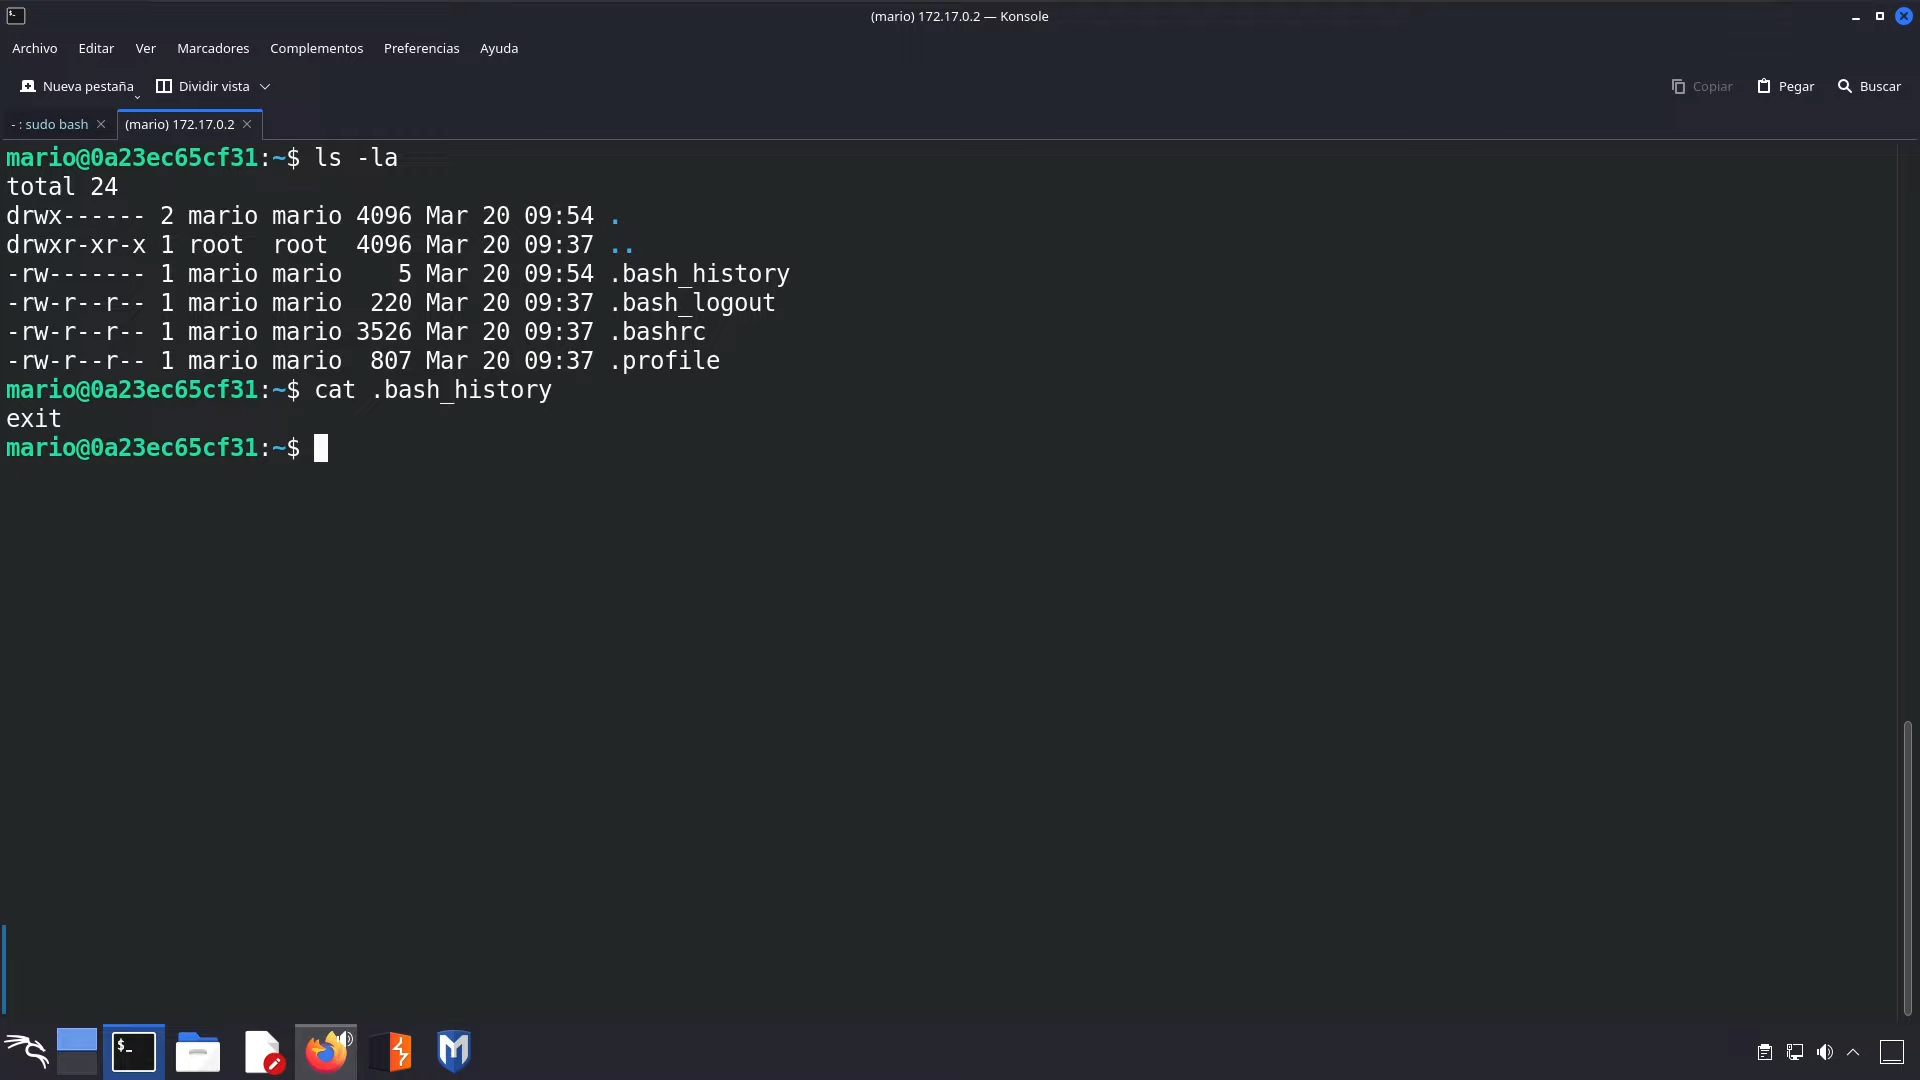 (mario) 172.17.0.2 — Konsole
Archivo Editar Ver Marcadores Complementos Preferencias Ayuda
Nueva pestaña Dividir vista Copiar Pegar Buscar
- : sudo bash (mario) 172.17.0.2
mario@0a23ec65cf31:~$ ls -la
total 24
drwx------ 2 mario mario 4096 Mar 20 09:54 .
drwxr-xr-x 1 root  root  4096 Mar 20 09:37 ..
-rw------- 1 mario mario    5 Mar 20 09:54 .bash_history
-rw-r--r-- 1 mario mario  220 Mar 20 09:37 .bash_logout
-rw-r--r-- 1 mario mario 3526 Mar 20 09:37 .bashrc
-rw-r--r-- 1 mario mario  807 Mar 20 09:37 .profile
mario@0a23ec65cf31:~$ cat .bash_history
exit
mario@0a23ec65cf31:~$